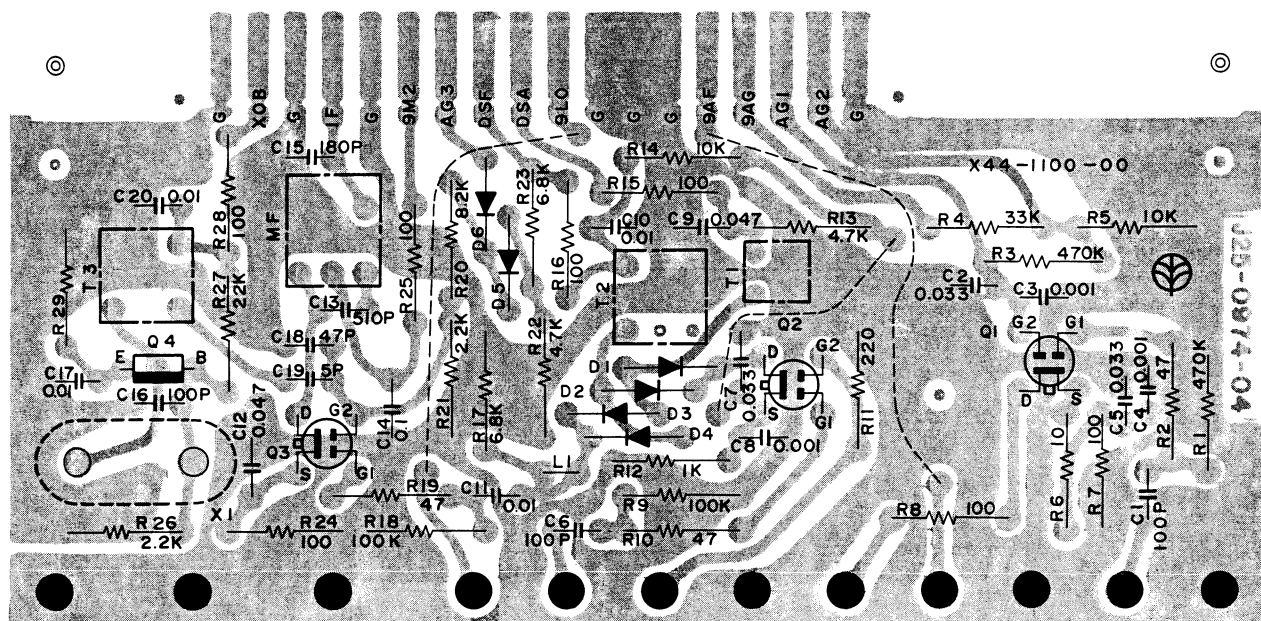 G XOB G IF G 9M2 AG3 DSF DSA 9LO G G 9AF 9AG AG1 AG2 G
C15 180P
R14 10K
X44-1100-00
R15 100
C20 0.01
R28 100
MF
100 R25
8.2K R20
D6
R23 6.8K
D5
R16 100
C10 0.01
C9 0.047
R13 4.7K
R4 33K
R5 10K
R3 470K
T3
R27 22K
R29
C13 510P
T2
T1
C2 0.033
C3 0.001
J25-0974-04
Q4
E B
C18 47P
C19 5P
2.2K R21
R22 4.7K
D1
D2
D3
D4
Q2
D G2
S G1
220 R11
Q1
G2 G1
D S
C17 0.01
C16 100P
C12 0.047
D G2
Q3
S G1
C14 0.1
R17 6.8K
C7 0.033
C8 0.001
C5 0.033
C4 0.001
R2 47
R1 470K
L1
R12 1K
X1
R19 47
C11 0.01
R9 100K
R6 10
R7 100
C1 100P
R26 2.2K
R24 100
R18 100K
C6 100P
R10 47
R8 100